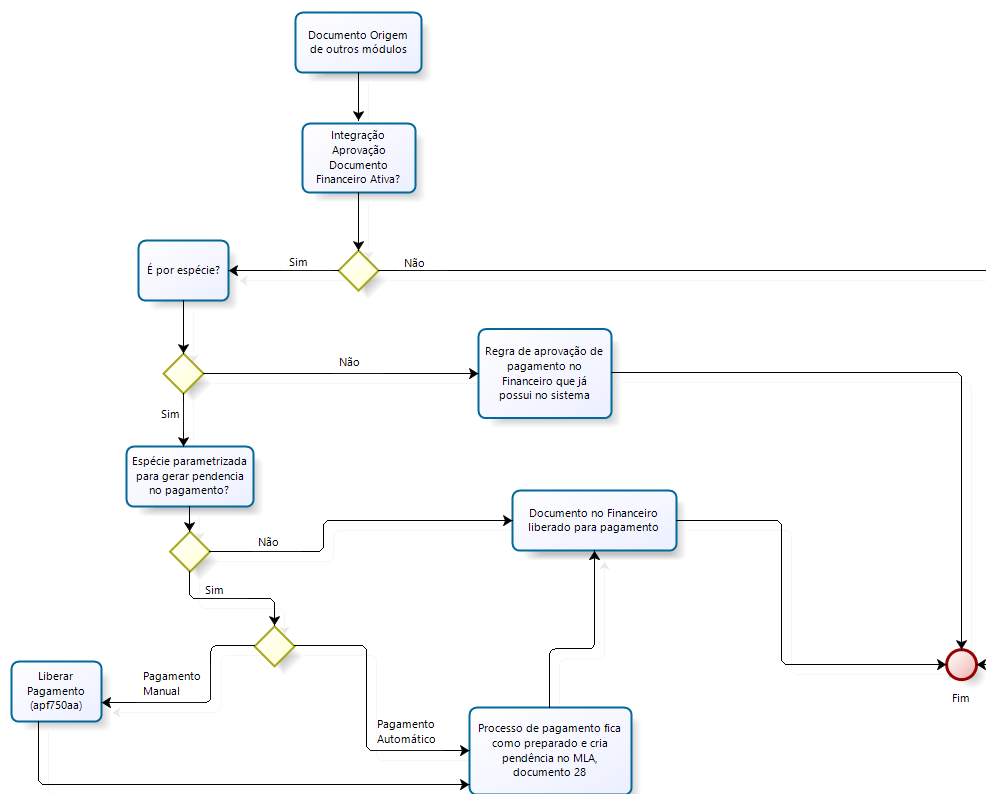 Documento Origem
de outros módulos
Integração
Aprovação
Documento
Financeiro Ativa?
É por espécie?
Sim
Não
Não
Regra de aprovação de
pagamento no
Financeiro que já
possui no sistema
Sim
Espécie parametrizada
para gerar pendencia
no pagamento?
Não
Documento no Financeiro
liberado para pagamento
Sim
Liberar
Pagamento
(apf750aa)
Pagamento
Manual
Pagamento
Automático
Processo de pagamento fica
como preparado e cria
pendência no MLA,
documento 28
Fim